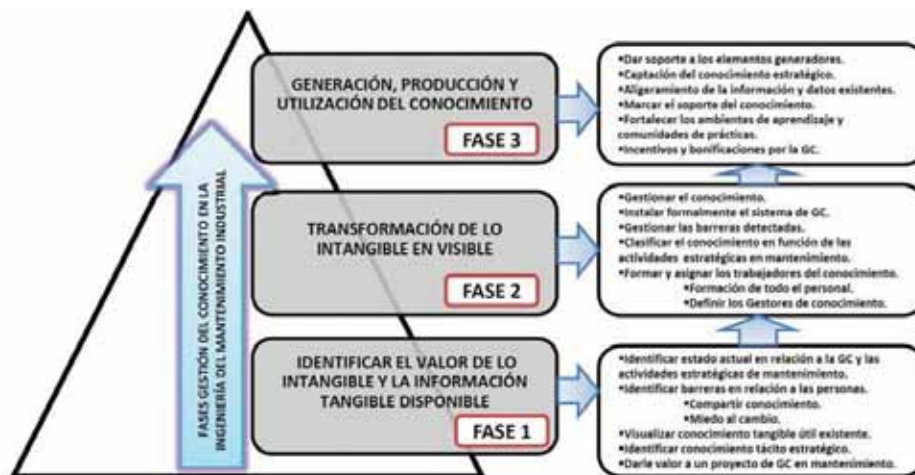 GENERACIÓN, PRODUCCIÓN Y
UTILIZACIÓN DEL CONOCIMIENTO
FASE 3
▪Dar soporte a los elementos generadores.
▪Captación del conocimiento estratégico.
▪Aligeramiento de la información y datos existentes.
▪Marcar el soporte del conocimiento.
▪Fortalecer los ambientes de aprendizaje y
comunidades de prácticas.
▪Incentivos y bonificaciones por la GC.
FASES GESTIÓN DEL CONOCIMIENTO EN LA
INGENIERÍA DEL MANTENIMIENTO INDUSTRIAL
TRANSFORMACIÓN DE LO
INTANGIBLE EN VISIBLE
FASE 2
▪Gestionar el conocimiento.
▪Instalar formalmente el sistema de GC.
▪Gestionar las barreras detectadas.
▪Clasificar el conocimiento en función de las
actividades estratégicas en mantenimiento.
▪Formar y asignar los trabajadores del conocimiento.
▪Formación de todo el personal.
▪Definir los Gestores de conocimiento.
IDENTIFICAR EL VALOR DE LO
INTANGIBLE Y LA INFORMACIÓN
TANGIBLE DISPONIBLE
FASE 1
▪Identificar estado actual en relación a la GC y las
actividades estratégicas de mantenimiento.
▪Identificar barreras en relación a las personas.
▪Compartir conocimiento.
▪Miedo al cambio.
▪Visualizar conocimiento tangible útil existente.
▪Identificar conocimiento tácito estratégico.
▪Darle valor a un proyecto de GC en mantenimiento.